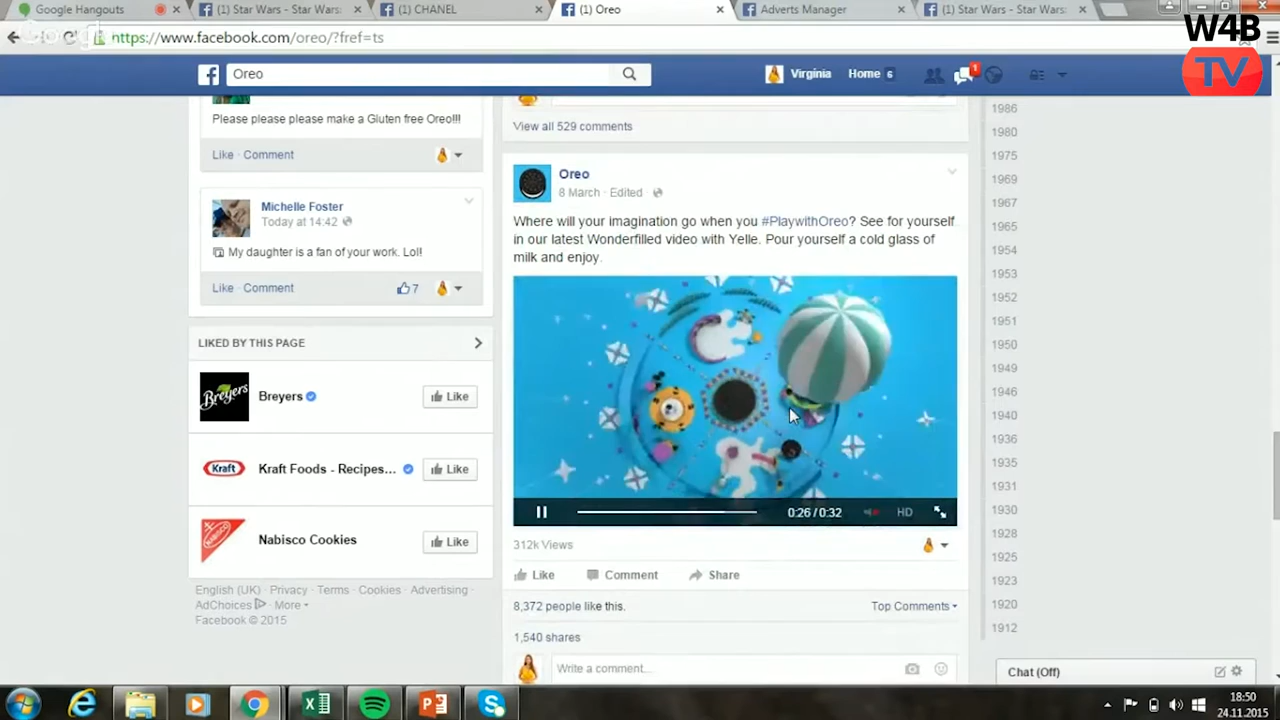 Google Hangouts
(1) Star Wars - Star Wars:
(1) CHANEL
(1) Oreo
Adverts Manager
(1) Star Wars - Star Wars:
W4B
TV
https://www.facebook.com/oreo/?fref=ts
Oreo
Virginia
Home 6
1
Please please please make a Gluten free Oreo!!!
Like · Comment
Michelle Foster
Today at 14:42
My daughter is a fan of your work. Lol!
Like · Comment
7
LIKED BY THIS PAGE
Breyers
Breyers
Like
Kraft
Kraft Foods - Recipes...
Like
NABISCO
Nabisco Cookies
Like
English (UK) · Privacy · Terms · Cookies · Advertising ·
AdChoices · More
Facebook © 2015
View all 529 comments
Oreo
8 March · Edited ·
Where will your imagination go when you #PlaywithOreo? See for yourself
in our latest Wonderfilled video with Yelle. Pour yourself a cold glass of
milk and enjoy.
0:26 / 0:32
HD
312k Views
Like
Comment
Share
8,372 people like this.
Top Comments
1,540 shares
Write a comment...
1986
1980
1975
1969
1967
1965
1954
1953
1952
1951
1950
1949
1946
1940
1936
1935
1931
1930
1928
1925
1923
1920
1912
Chat (Off)
18:50
24.11.2015